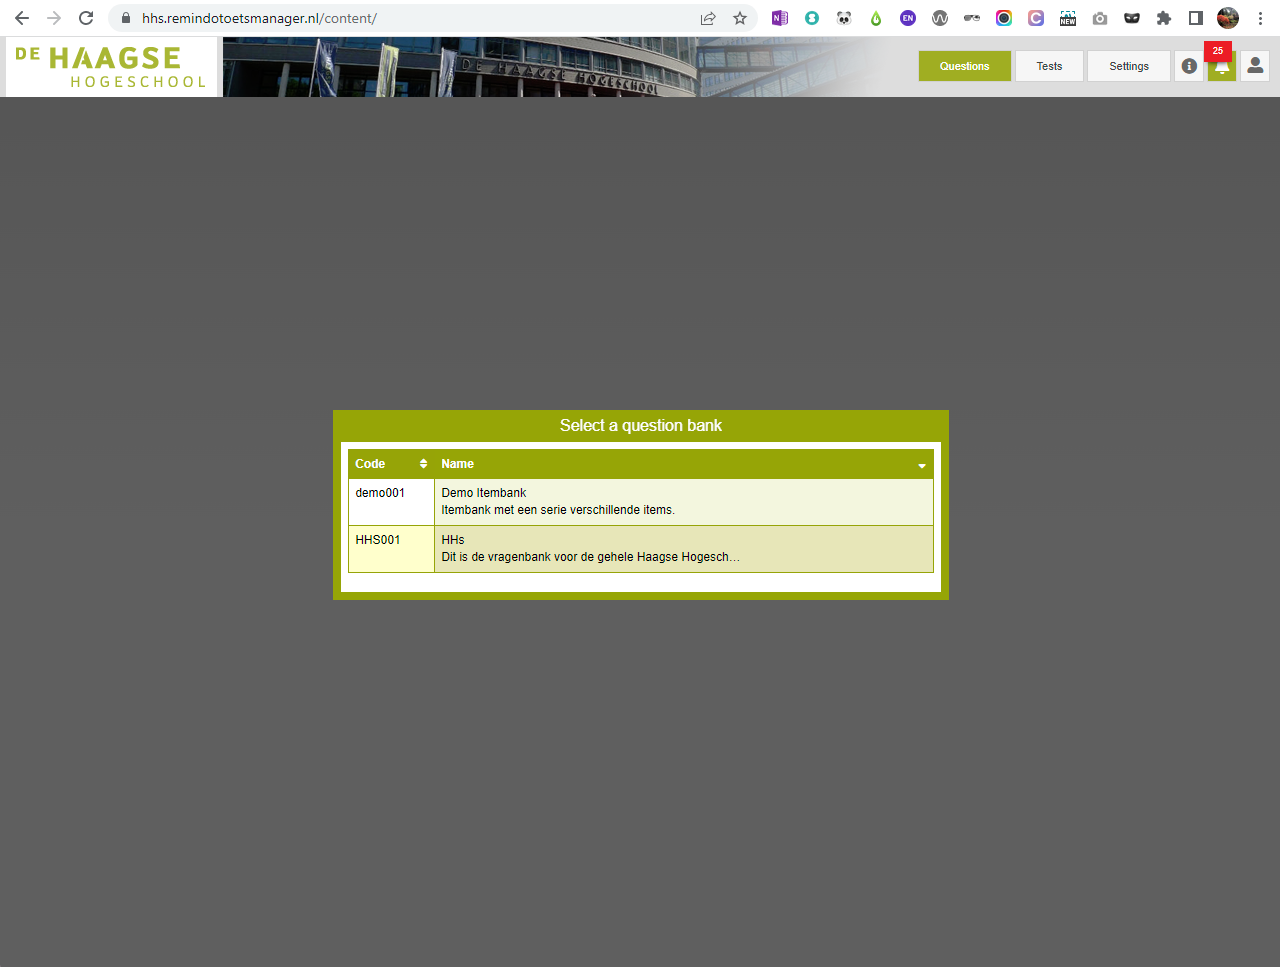 hhs.remindotoetsmanager.nl/content/
EN
NEW
DE HAAGSE
HOGESCHOOL
DE HAAGSE HOGESCHOOL
Questions
Tests
Settings
25
Select a question bank
Code
Name
demo001
Demo Itembank
Itembank met een serie verschillende items.
HHS001
HHs
Dit is de vragenbank voor de gehele Haagse Hogesch…